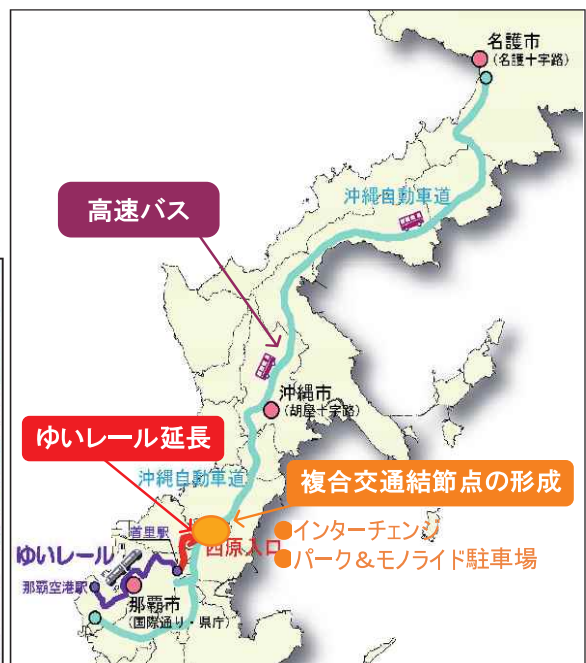 名護市
(名護十字路)
沖縄自動車道
高速バス
沖縄市
(胡屋十字路)
ゆいレール延長
沖縄自動車道
複合交通結節点の形成
首里駅
西原入口
●インターチェンジ
●パーク&モノライド駐車場
ゆいレール
那覇空港駅
那覇市
(国際通り・県庁)